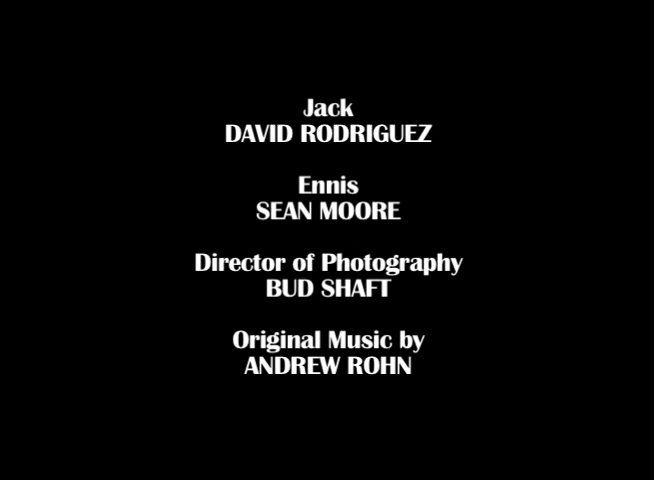 Jack
DAVID RODRIGUEZ
Ennis
SEAN MOORE
Director of Photography
BUD SHAFT
Original Music by
ANDREW ROHN